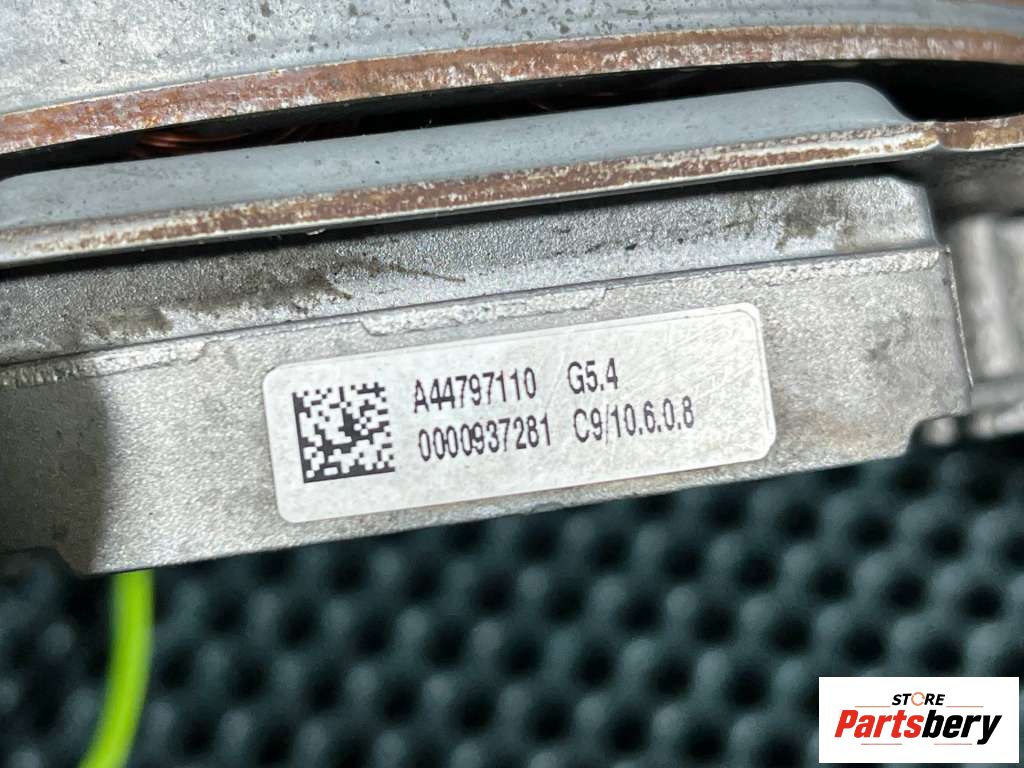 A44797110 G5.4
0000937281 C9/10.6.0.8
STORE
Partsbery